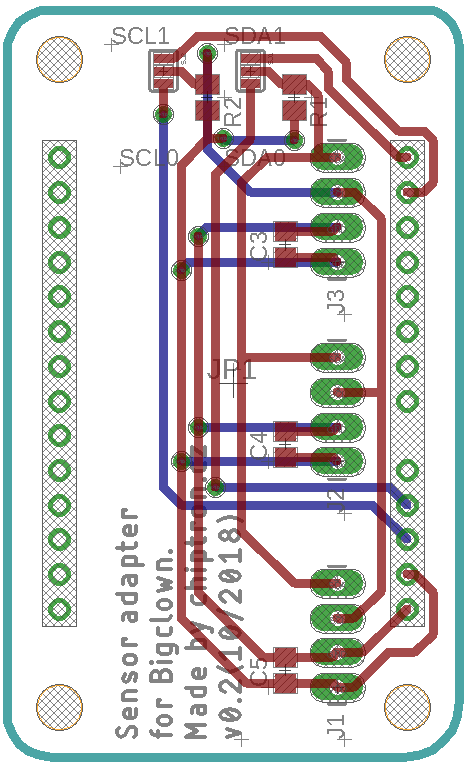 SCL1
SDA1
R2
R1
SCL0
SDA0
C3
J3
JP1
C4
J2
Sensor adapter
for Bigclown.
Made by chiptron.cz
v0.2(10/2018)
C5
J1